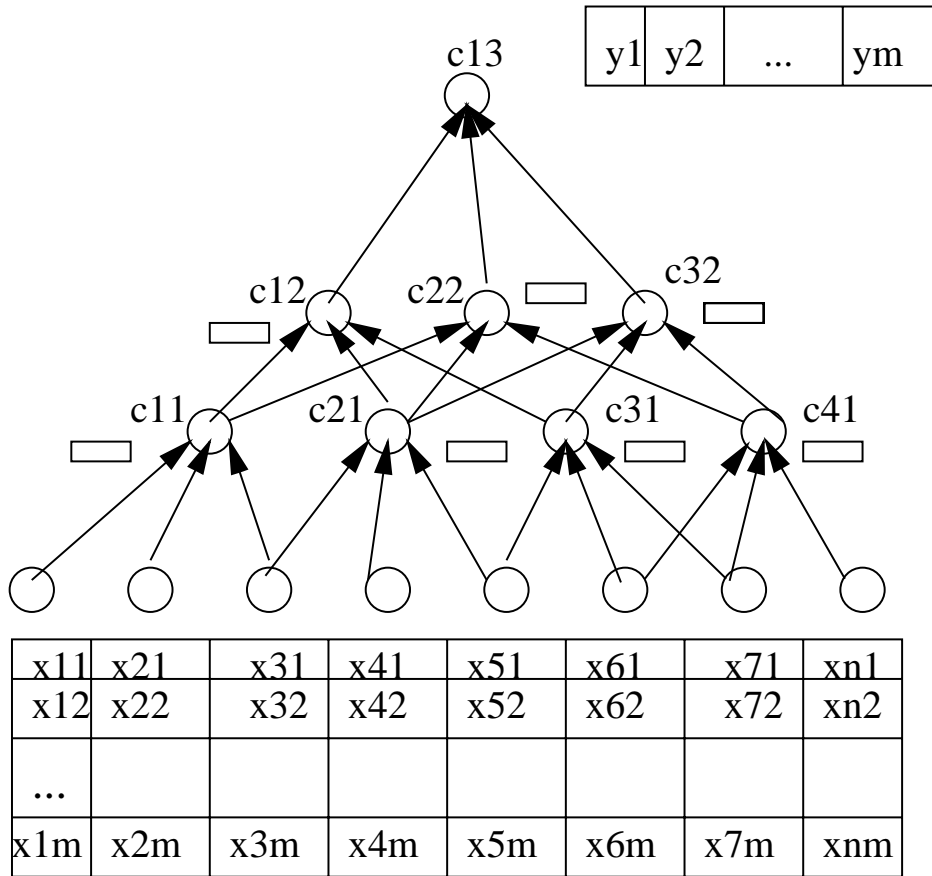 c13
y1 y2 ... ym
c12 c22 c32
c11 c21 c31 c41
x11 x21 x31 x41 x51 x61 x71 xn1
x12 x22 x32 x42 x52 x62 x72 xn2
...
x1m x2m x3m x4m x5m x6m x7m xnm